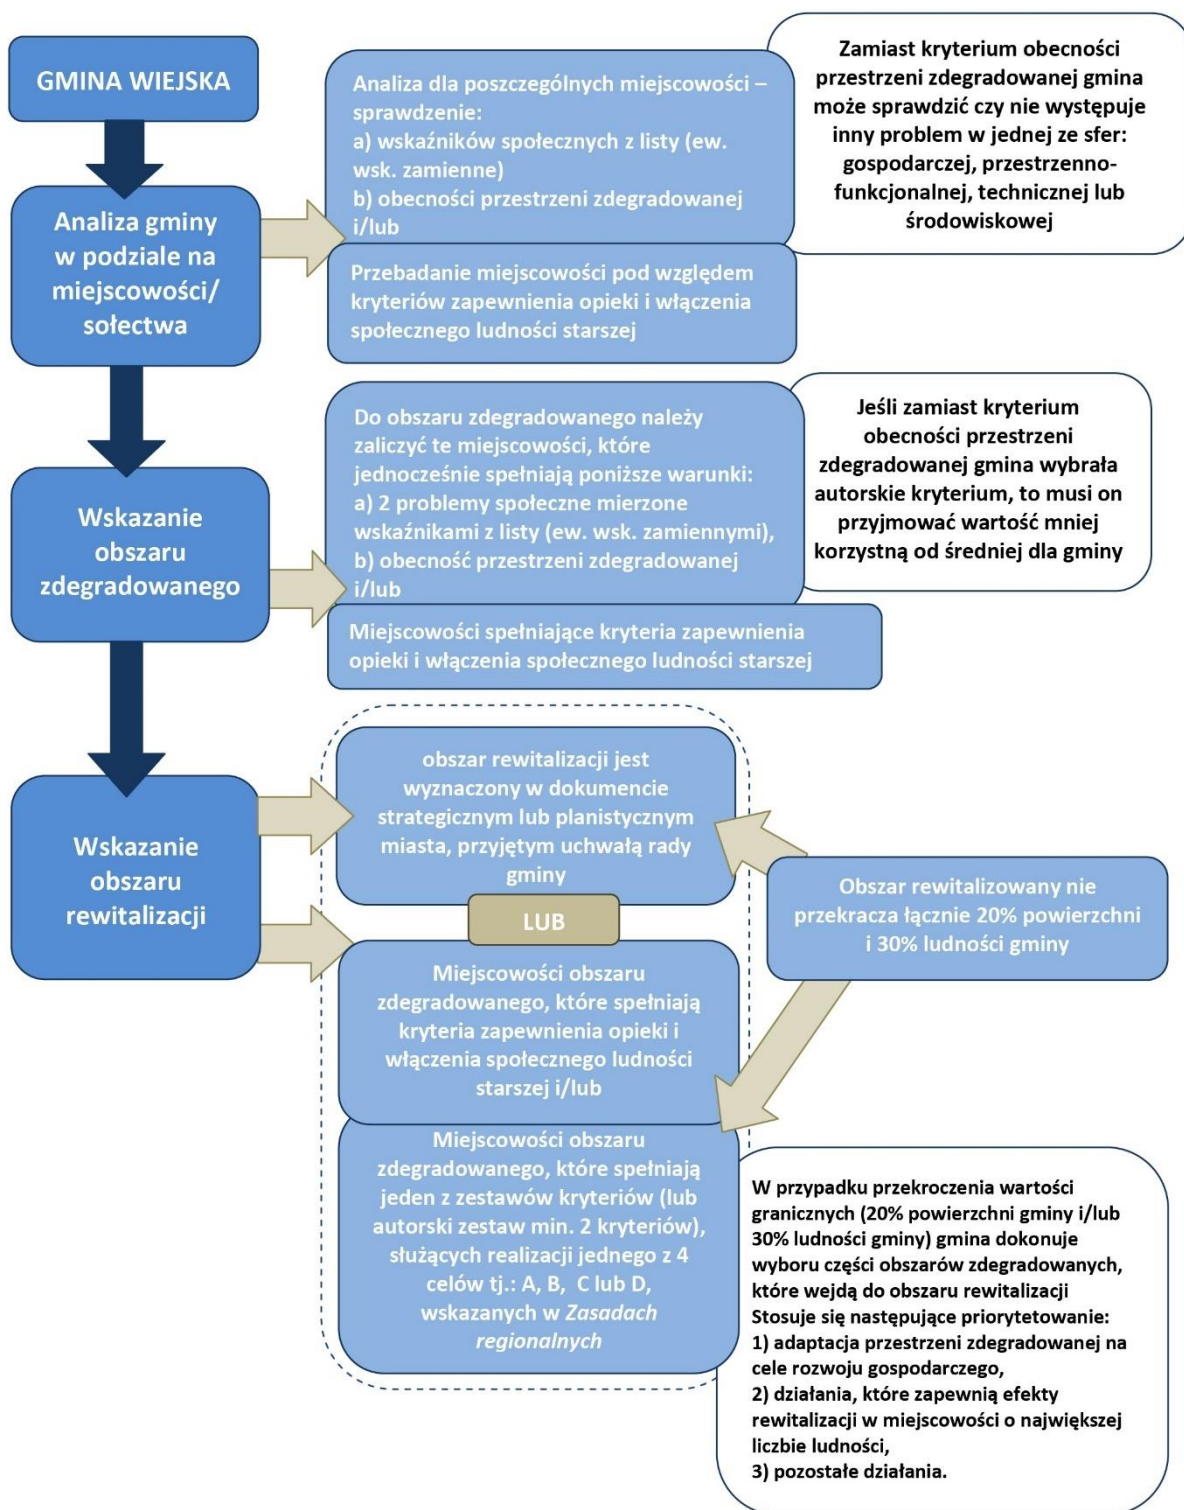 GMINA WIEJSKA
Analiza dla poszczególnych miejscowości –
sprawdzenie:
a) wskaźników społecznych z listy (ew.
wsk. zamienne)
b) obecności przestrzeni zdegradowanej
i/lub
Zamiast kryterium obecności
przestrzeni zdegradowanej gmina
może sprawdzić czy nie występuje
inny problem w jednej ze sfer:
gospodarczej, przestrzenno-
funkcjonalnej, technicznej lub
środowiskowej
Analiza gminy
w podziale na
miejscowości/
sołectwa
Przebadanie miejscowości pod względem
kryteriów zapewnienia opieki i włączenia
społecznego ludności starszej
Do obszaru zdegradowanego należy
zaliczyć te miejscowości, które
jednocześnie spełniają poniższe warunki:
a) 2 problemy społeczne mierzone
wskaźnikami z listy (ew. wsk. zamiennymi),
b) obecność przestrzeni zdegradowanej
i/lub
Jeśli zamiast kryterium
obecności przestrzeni
zdegradowanej gmina wybrała
autorskie kryterium, to musi on
przyjmować wartość mniej
korzystną od średniej dla gminy
Wskazanie
obszaru
zdegradowanego
Miejscowości spełniające kryteria zapewnienia
opieki i włączenia społecznego ludności starszej
obszar rewitalizacji jest
wyznaczony w dokumencie
strategicznym lub planistycznym
miasta, przyjętym uchwałą rady
gminy
Wskazanie
obszaru
rewitalizacji
LUB
Obszar rewitalizowany nie
przekracza łącznie 20% powierzchni
i 30% ludności gminy
Miejscowości obszaru
zdegradowanego, które spełniają
kryteria zapewnienia opieki i
włączenia społecznego ludności
starszej i/lub
Miejscowości obszaru
zdegradowanego, które spełniają
jeden z zestawów kryteriów (lub
autorski zestaw min. 2 kryteriów),
służących realizacji jednego z 4
celów tj.: A, B, C lub D,
wskazanych w Zasadach
regionalnych
W przypadku przekroczenia wartości
granicznych (20% powierzchni gminy i/lub
30% ludności gminy) gmina dokonuje
wyboru części obszarów zdegradowanych,
które wejdą do obszaru rewitalizacji
Stosuje się następujące priorytetowanie:
1) adaptacja przestrzeni zdegradowanej na
cele rozwoju gospodarczego,
2) działania, które zapewnią efekty
rewitalizacji w miejscowości o największej
liczbie ludności,
3) pozostałe działania.